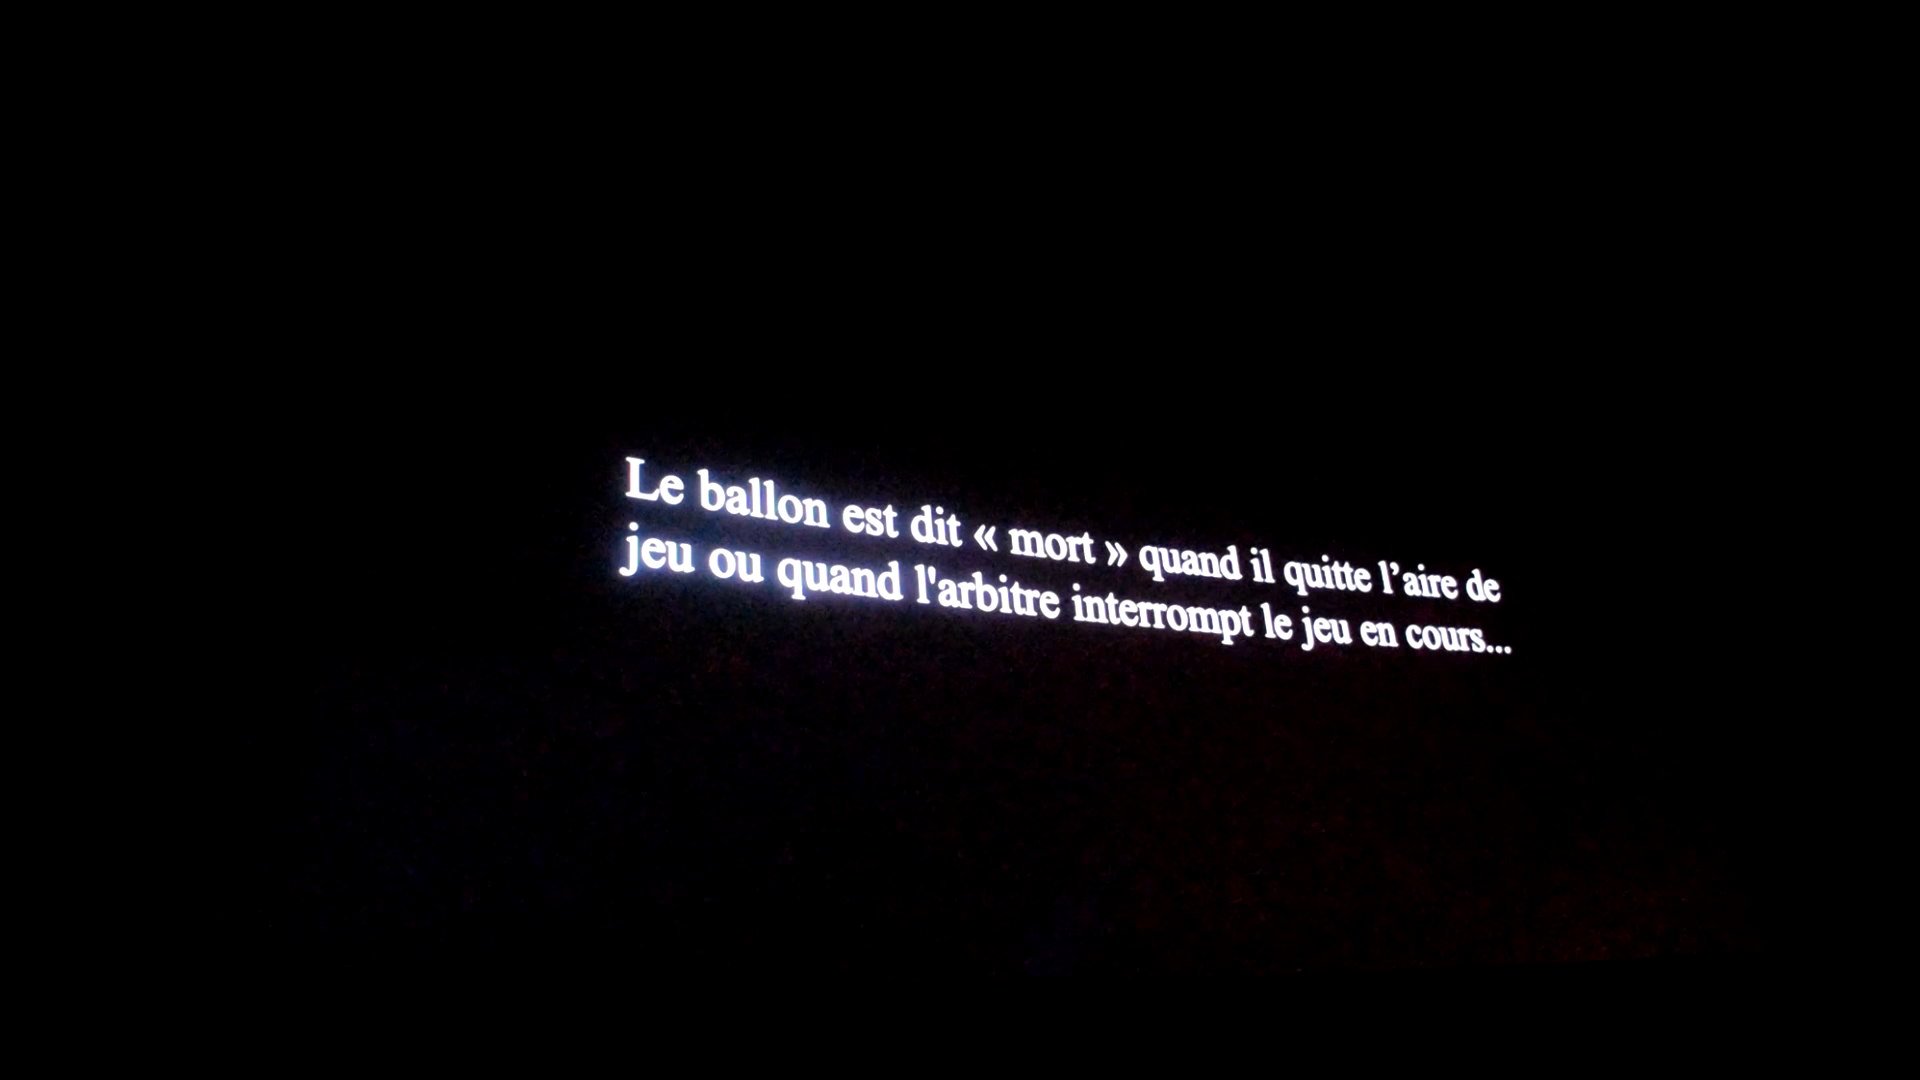 Le ballon est dit « mort » quand il quitte l’aire de
jeu ou quand l'arbitre interrompt le jeu en cours...